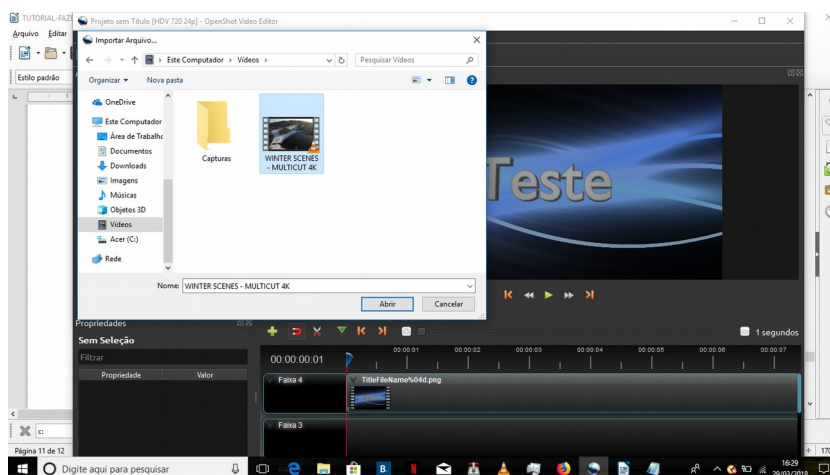 TUTORIAL-FAZ
Projeto sem Título [HDV 720 24p] - OpenShot Video Editor
Arquivo Editar
Importar Arquivo...
Este Computador > Vídeos >
Pesquisar Vídeos
Estilo padrão
Organizar
Nova pasta
OneDrive
Este Computador
Área de Trabalho
Documentos
Downloads
Imagens
Músicas
Objetos 3D
Vídeos
Acer (C:)
Rede
Capturas
WINTER SCENES
- MULTICUT 4K
Teste
Nome: WINTER SCENES - MULTICUT 4K
Abrir
Cancelar
Propriedades
Sem Seleção
Filtrar
Propriedade Valor
1 segundos
00:00:00:01
00:00:01 00:00:02 00:00:03 00:00:04 00:00:05 00:00:06 00:00:07
Faixa 4
TitleFileName%04d.png
Faixa 3
Página 11 de 12
Digite aqui para pesquisar
16:29
29/03/2018